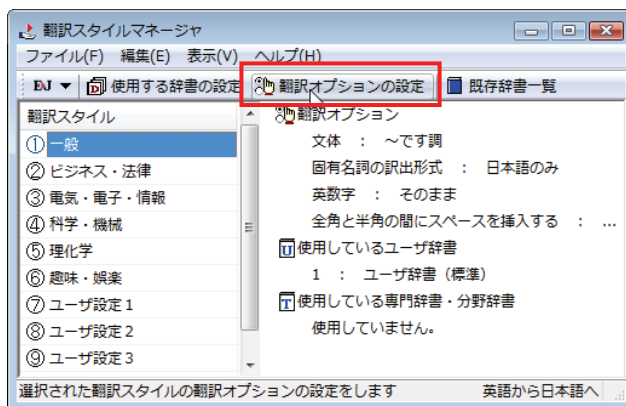 翻訳スタイルマネージャ
ファイル(F) 編集(E) 表示(V) ヘルプ(H)
EAJ 使用する辞書の設定 翻訳オプションの設定 既存辞書一覧
翻訳スタイル
① 一般
② ビジネス・法律
③ 電気・電子・情報
④ 科学・機械
⑤ 理化学
⑥ 趣味・娯楽
⑦ ユーザ設定1
⑧ ユーザ設定2
⑨ ユーザ設定3
翻訳オプション
文体 : ～です調
固有名詞の訳出形式 : 日本語のみ
英数字 : そのまま
全角と半角の間にスペースを挿入する : ...
U 使用しているユーザ辞書
1 : ユーザ辞書（標準）
T 使用している専門辞書・分野辞書
使用していません。
選択された翻訳スタイルの翻訳オプションの設定をします 英語から日本語へ